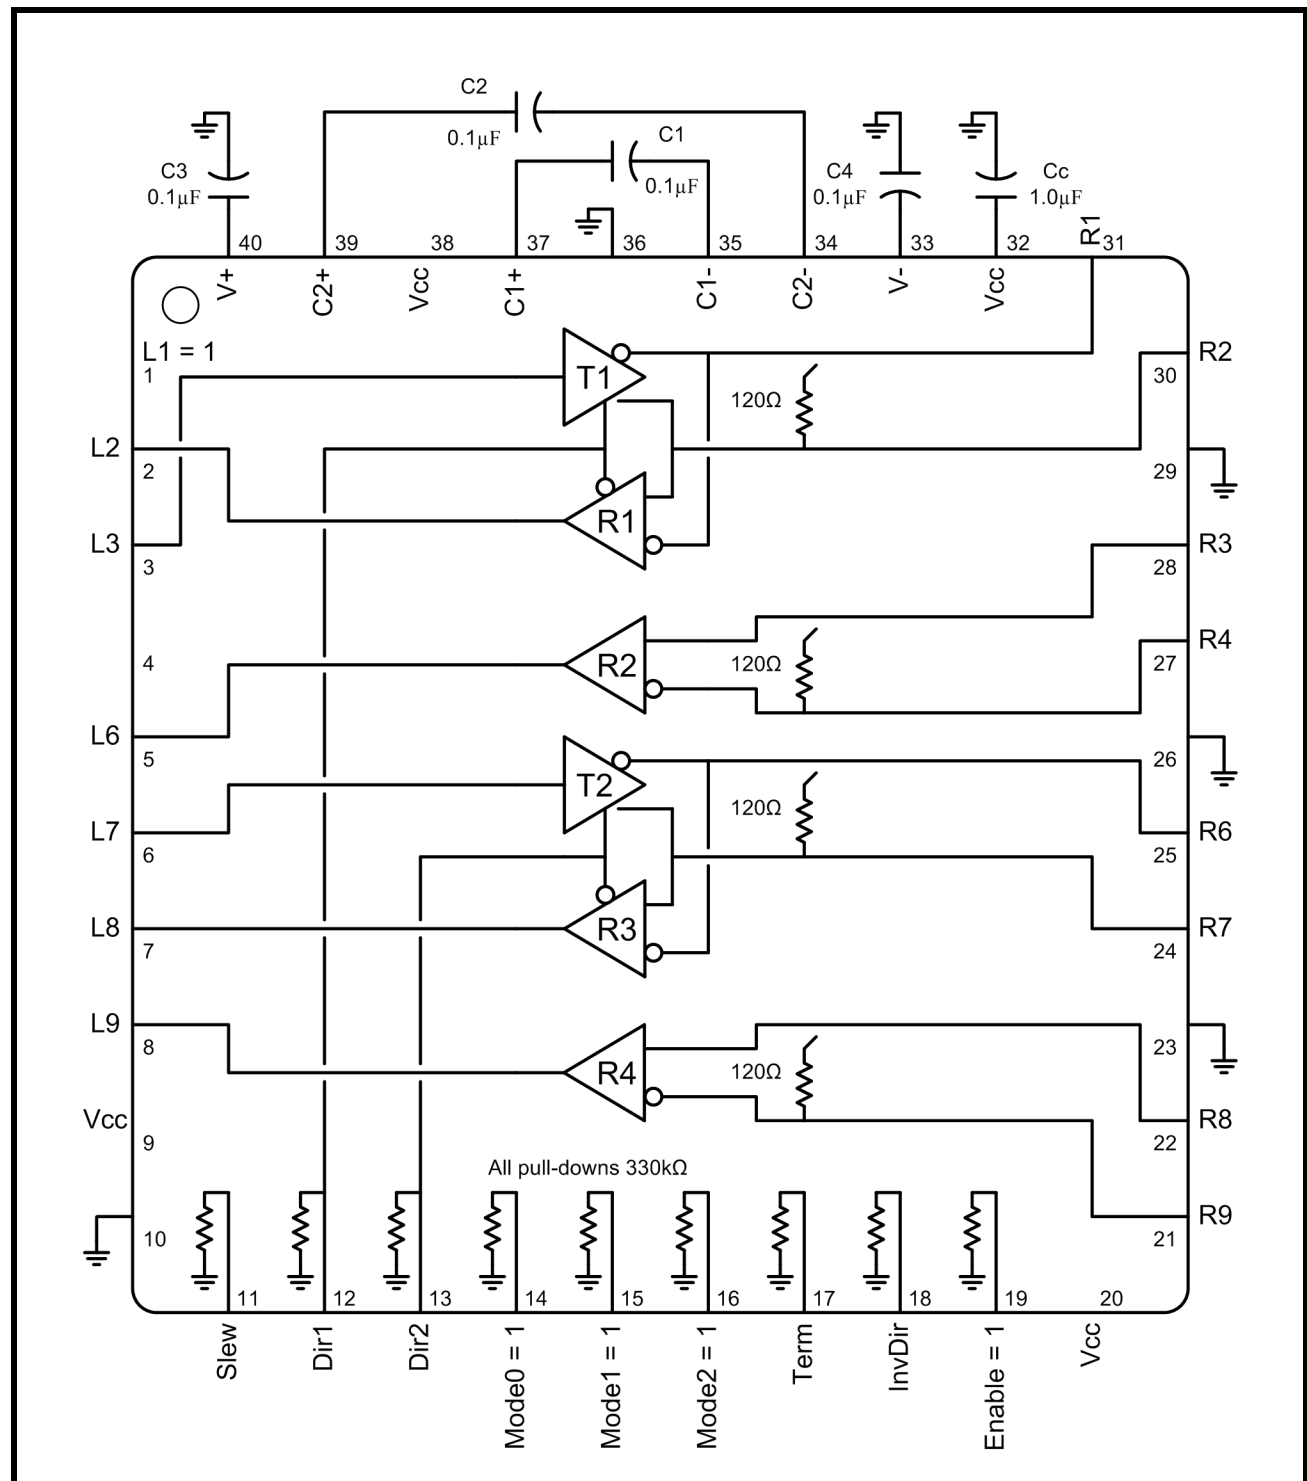 C2
0.1µF
C1
0.1µF
C3
0.1µF
C4
0.1µF
Cc
1.0µF
R1
40
39
38
37
36
35
34
33
32
31
V+
C2+
Vcc
C1+
C1-
C2-
V-
Vcc
L1 = 1
1
T1
120Ω
R2
30
L2
2
29
R1
L3
3
R3
28
4
R2
120Ω
R4
27
L6
5
26
T2
120Ω
L7
6
R6
25
L8
7
R3
R7
24
L9
8
23
R4
120Ω
Vcc
9
R8
22
All pull-downs 330kΩ
10
R9
21
11
12
13
14
15
16
17
18
19
20
Slew
Dir1
Dir2
Mode0 = 1
Mode1 = 1
Mode2 = 1
Term
InvDir
Enable = 1
Vcc